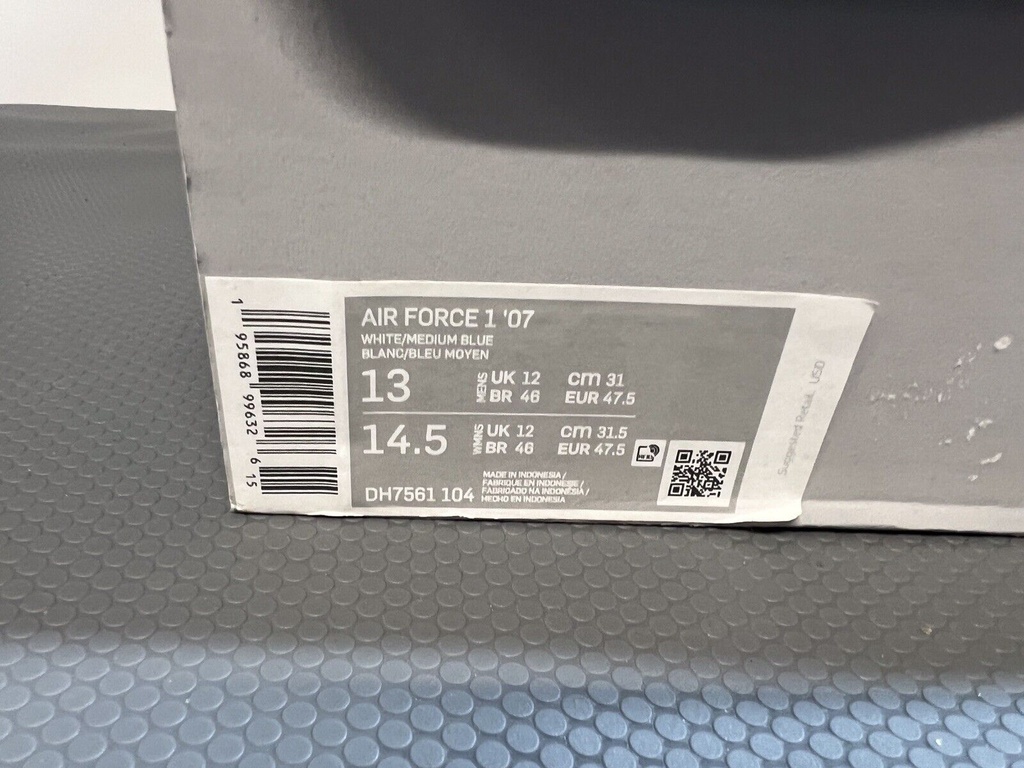 1 95868 99632 6 15
AIR FORCE 1 '07
WHITE/MEDIUM BLUE
BLANC/BLEU MOYEN
13 MENS UK 12 CM 31
BR 46 EUR 47.5
14.5 WMNS UK 12 CM 31.5
BR 46 EUR 47.5
DH7561 104
MADE IN INDONESIA /
FABRIQUE EN INDONESIE /
FABRICADO NA INDONÉSIA /
HECHO EN INDONESIA
Suggested Retail USD